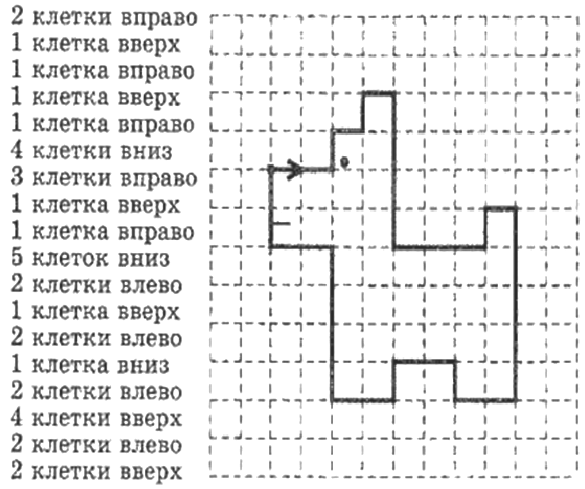 2 клетки вправо
1 клетка вверх
1 клетка вправо
1 клетка вверх
1 клетка вправо
4 клетки вниз
3 клетки вправо
1 клетка вверх
1 клетка вправо
5 клеток вниз
2 клетки влево
1 клетка вверх
2 клетки влево
1 клетка вниз
2 клетки влево
4 клетки вверх
2 клетки влево
2 клетки вверх